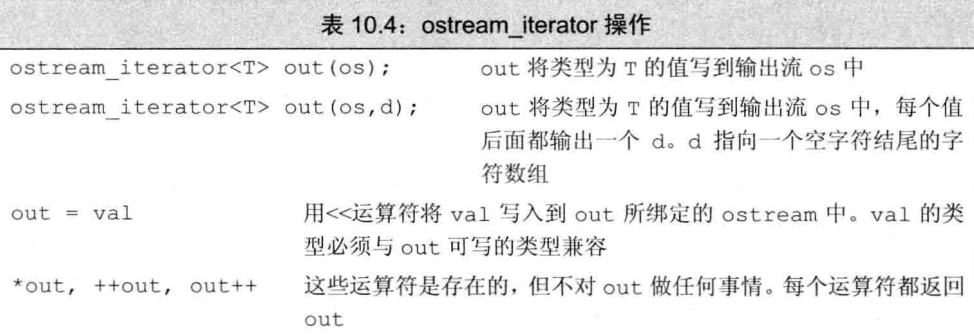 表 10.4：ostream_iterator 操作
ostream_iterator<T> out(os);	out 将类型为 T 的值写到输出流 os 中
ostream_iterator<T> out(os,d);	out 将类型为 T 的值写到输出流 os 中，每个值
后面都输出一个 d。d 指向一个空字符结尾的字
符数组
out = val	用<<运算符将 val 写入到 out 所绑定的 ostream 中。val 的类
型必须与 out 可写的类型兼容
*out, ++out, out++	这些运算符是存在的，但不对 out 做任何事情。每个运算符都返回
out